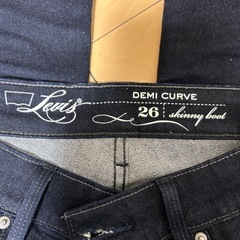 Levi's
DEMI CURVE
26 skinny boot